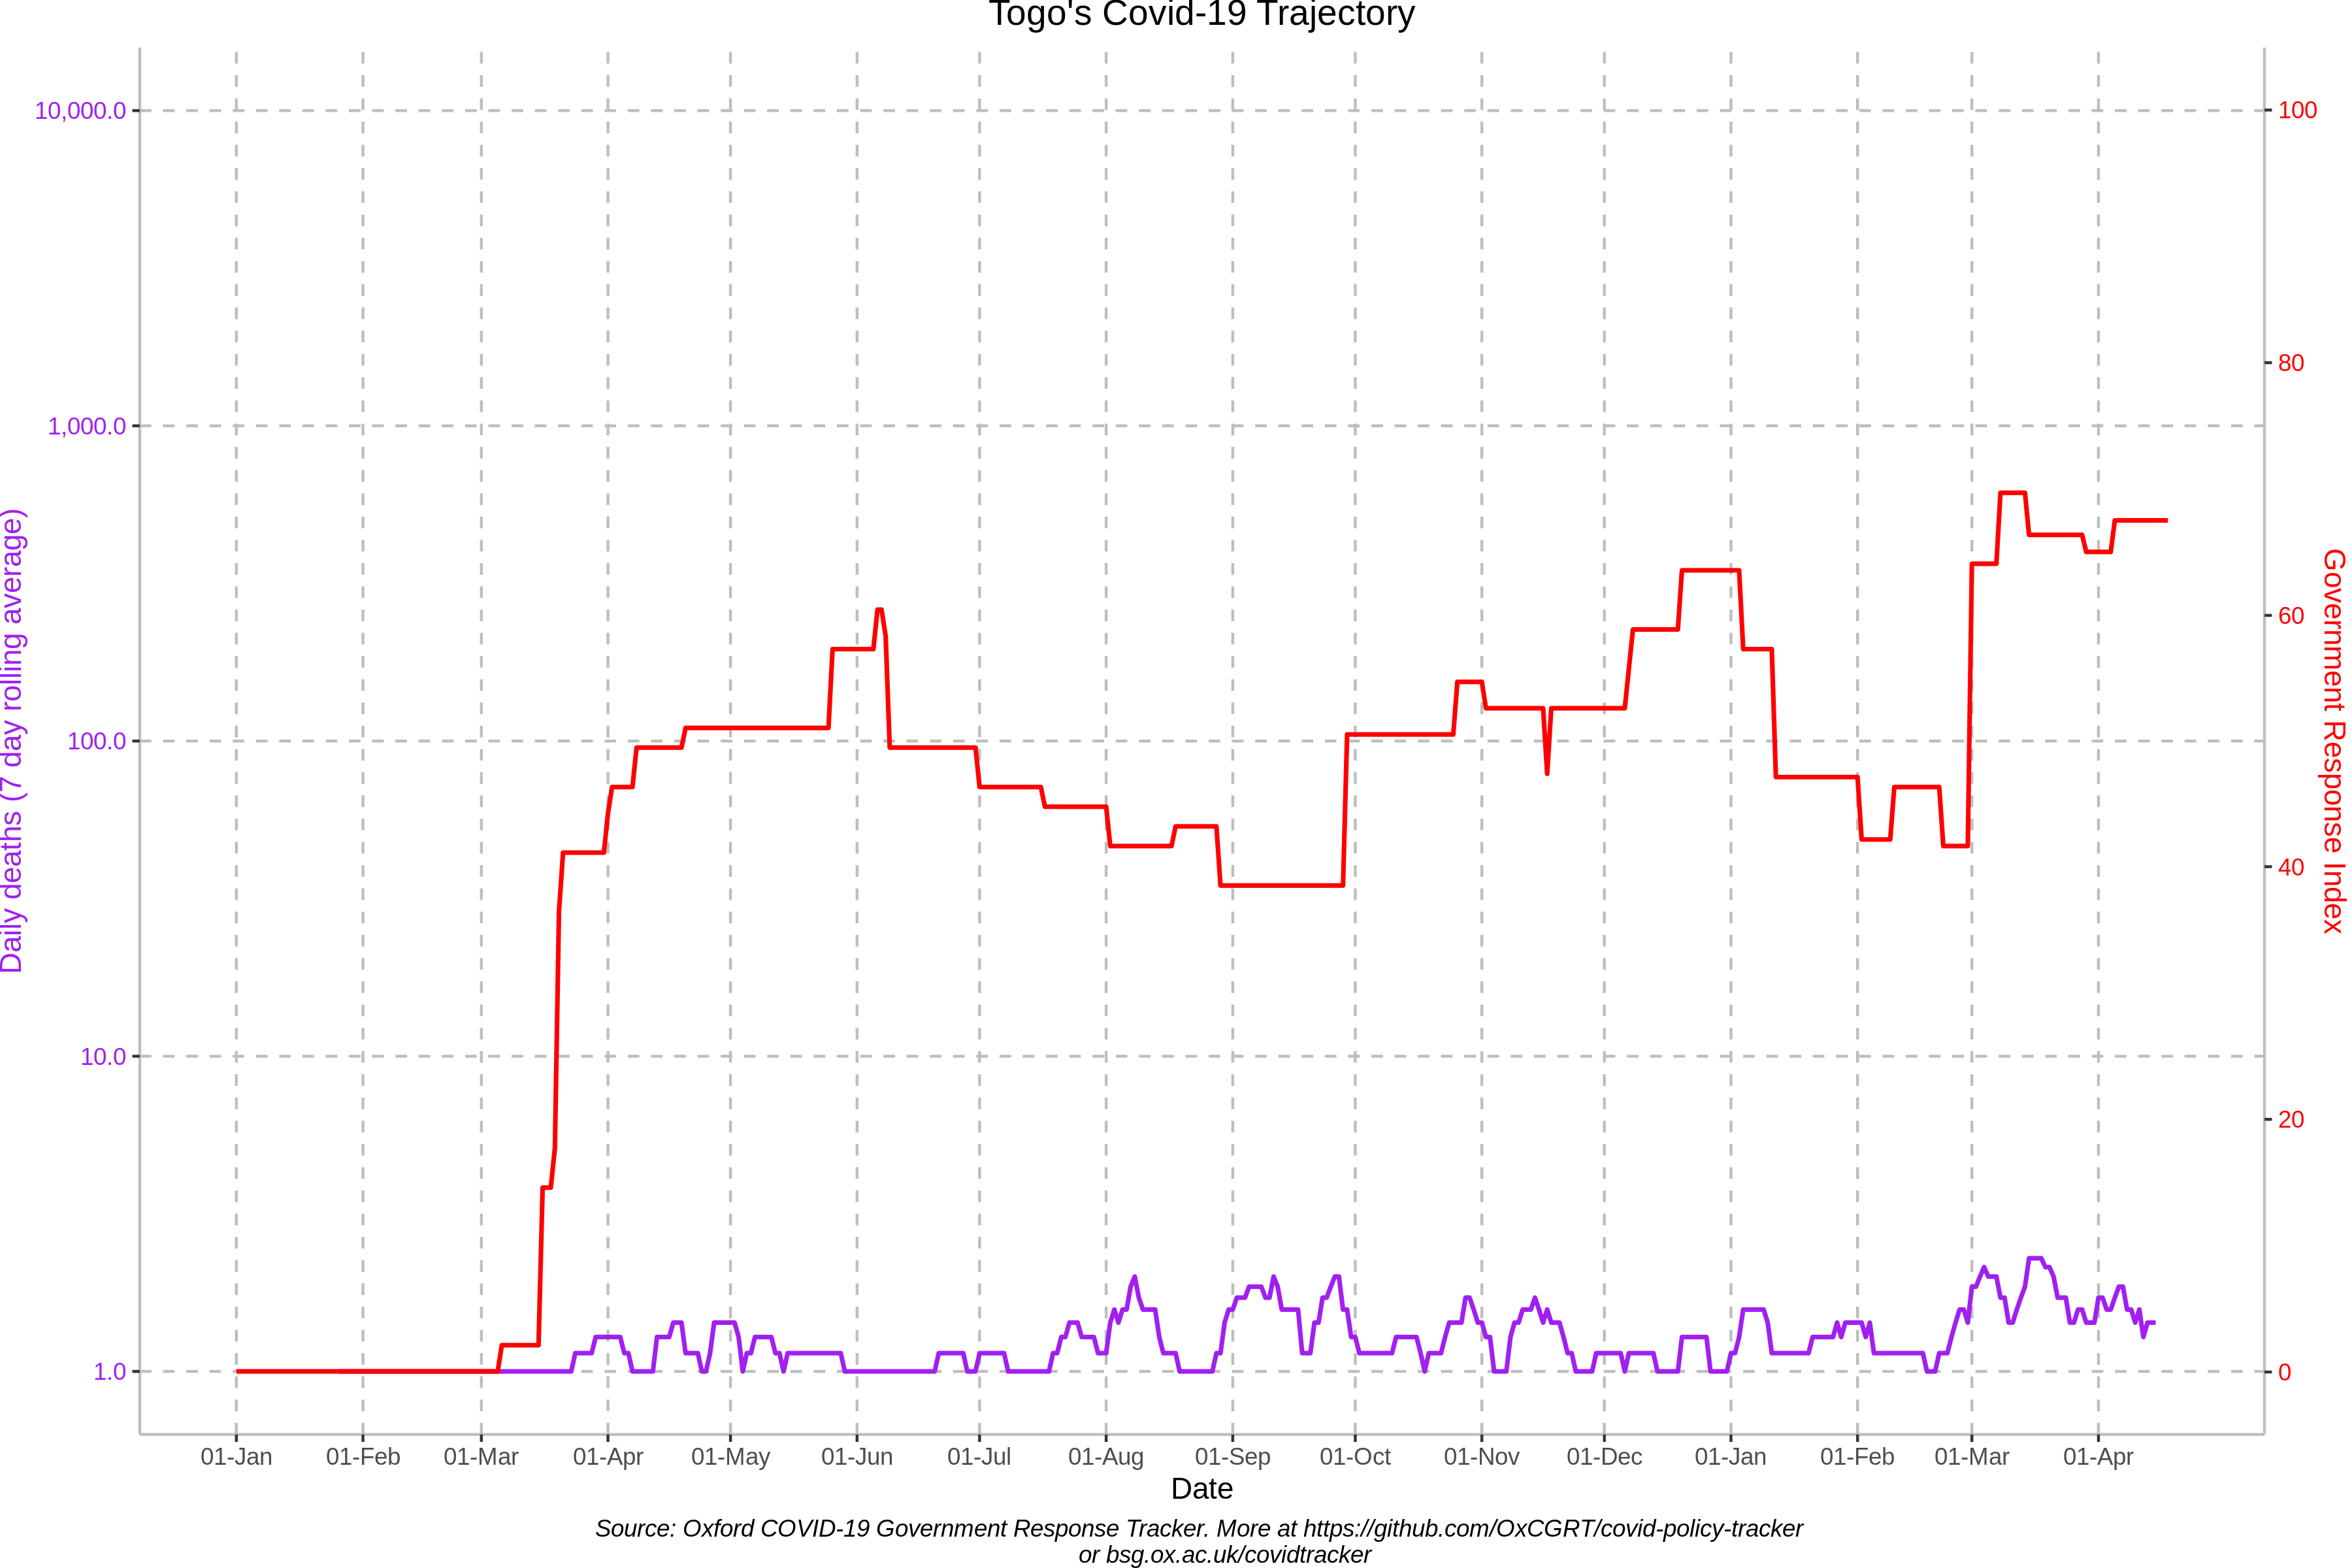 Togo's Covid-19 Trajectory
10,000.0
1,000.0
100.0
10.0
1.0
Daily deaths (7 day rolling average)
100
80
60
40
20
0
Government Response Index
01-Jan 01-Feb 01-Mar 01-Apr 01-May 01-Jun 01-Jul 01-Aug 01-Sep 01-Oct 01-Nov 01-Dec 01-Jan 01-Feb 01-Mar 01-Apr
Date
Source: Oxford COVID-19 Government Response Tracker. More at https://github.com/OxCGRT/covid-policy-tracker
or bsg.ox.ac.uk/covidtracker